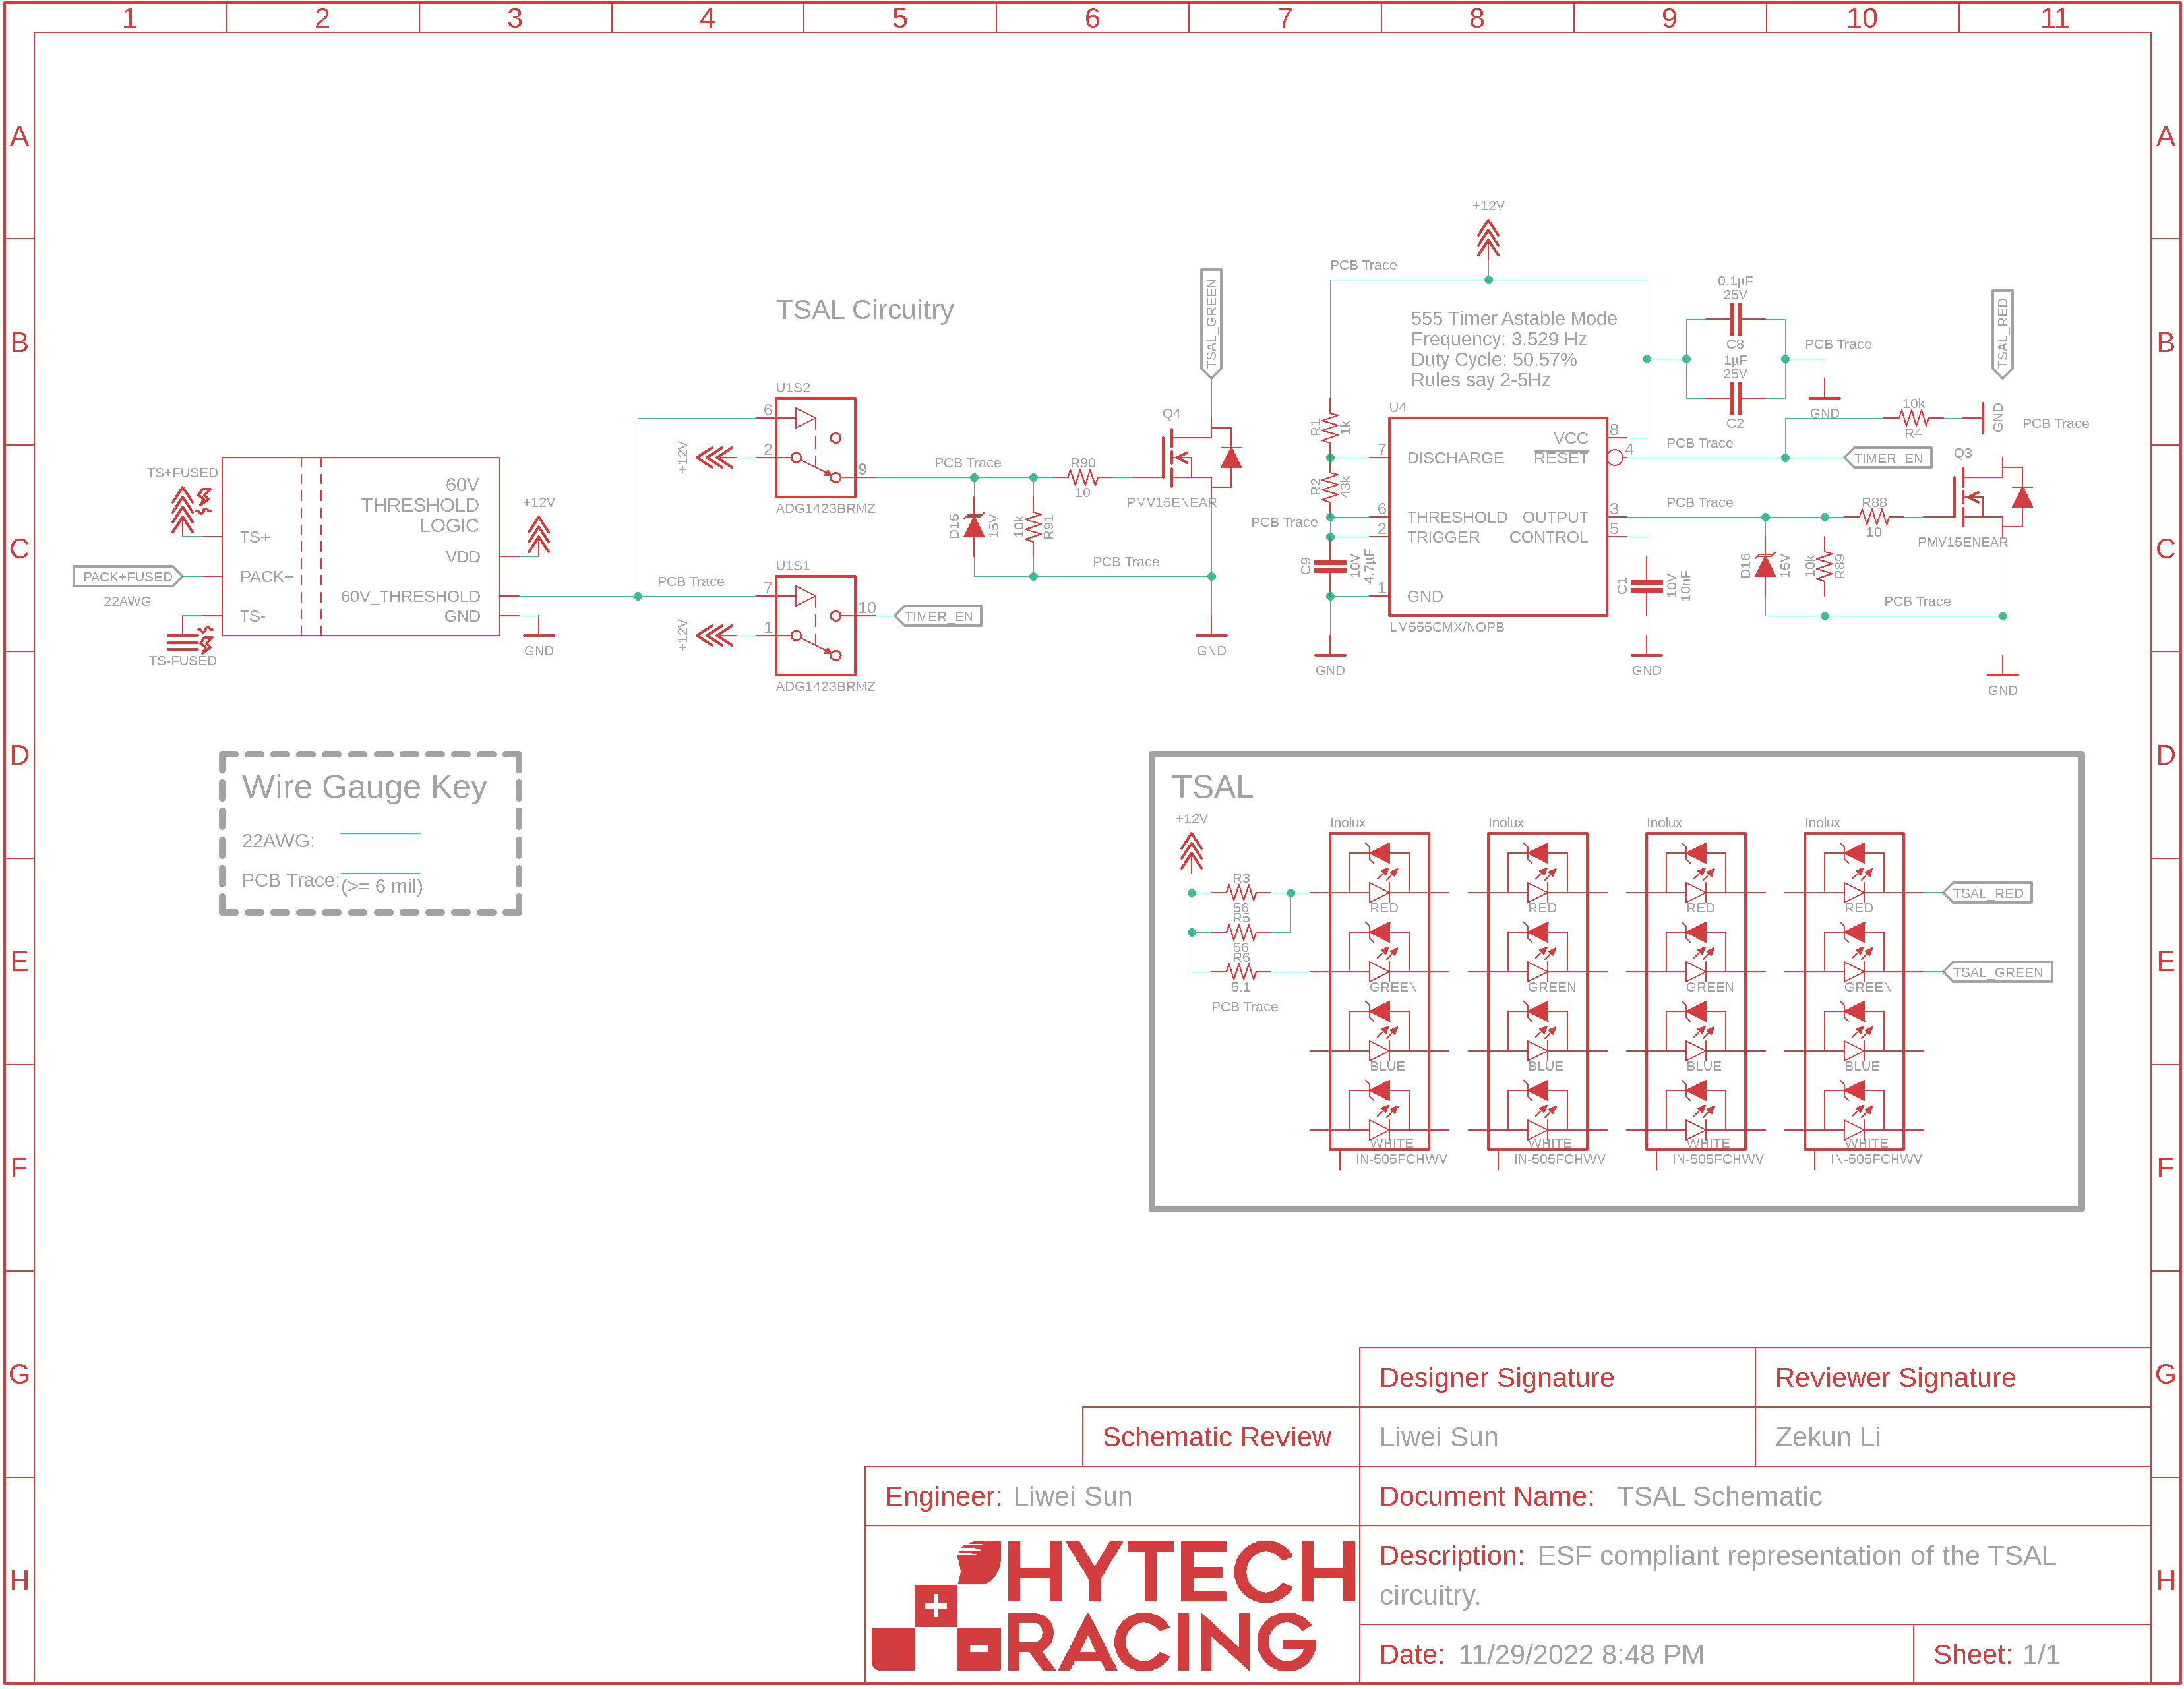 1 2 3 4 5 6 7 8 9 10 11
A A
B B
C C
D D
E E
F F
G G
H H
TSAL Circuitry
TS+FUSED
PACK+FUSED
22AWG
TS-FUSED
TS+
PACK+
TS-
60V
THRESHOLD
LOGIC
VDD
60V_THRESHOLD
GND
+12V
GND
PCB Trace
U1S2
6
2
9
+12V
ADG1423BRMZ
U1S1
7
1
10
+12V
ADG1423BRMZ
TIMER_EN
PCB Trace
D15
15V
10k
R91
R90
10
PCB Trace
Q4
PMV15ENEAR
TSAL_GREEN
GND
+12V
PCB Trace
555 Timer Astable Mode
Frequency: 3.529 Hz
Duty Cycle: 50.57%
Rules say 2-5Hz
R1
1k
R2
43k
PCB Trace
C9
10V
4.7µF
GND
U4
7 DISCHARGE
6 THRESHOLD
2 TRIGGER
1 GND
VCC 8
RESET 4
OUTPUT 3
CONTROL 5
LM555CMX/NOPB
C1
10V
10nF
GND
0.1µF
25V
C8
1µF
25V
C2
PCB Trace
GND
PCB Trace
10k
R4
GND
TIMER_EN
PCB Trace
D16
15V
10k
R89
R88
10
PCB Trace
Q3
PMV15ENEAR
TSAL_RED
PCB Trace
GND
Wire Gauge Key
22AWG:
PCB Trace:
(>= 6 mil)
TSAL
+12V
R3
56
R5
56
R6
5.1
PCB Trace
Inolux Inolux Inolux Inolux
RED RED RED RED
TSAL_RED
GREEN GREEN GREEN GREEN
TSAL_GREEN
BLUE BLUE BLUE BLUE
WHITE WHITE WHITE WHITE
IN-505FCHWV IN-505FCHWV IN-505FCHWV IN-505FCHWV
Designer Signature
Reviewer Signature
Schematic Review
Liwei Sun
Zekun Li
Engineer: Liwei Sun
Document Name: TSAL Schematic
HYTECH
RACING
Description: ESF compliant representation of the TSAL
circuitry.
Date: 11/29/2022 8:48 PM
Sheet: 1/1